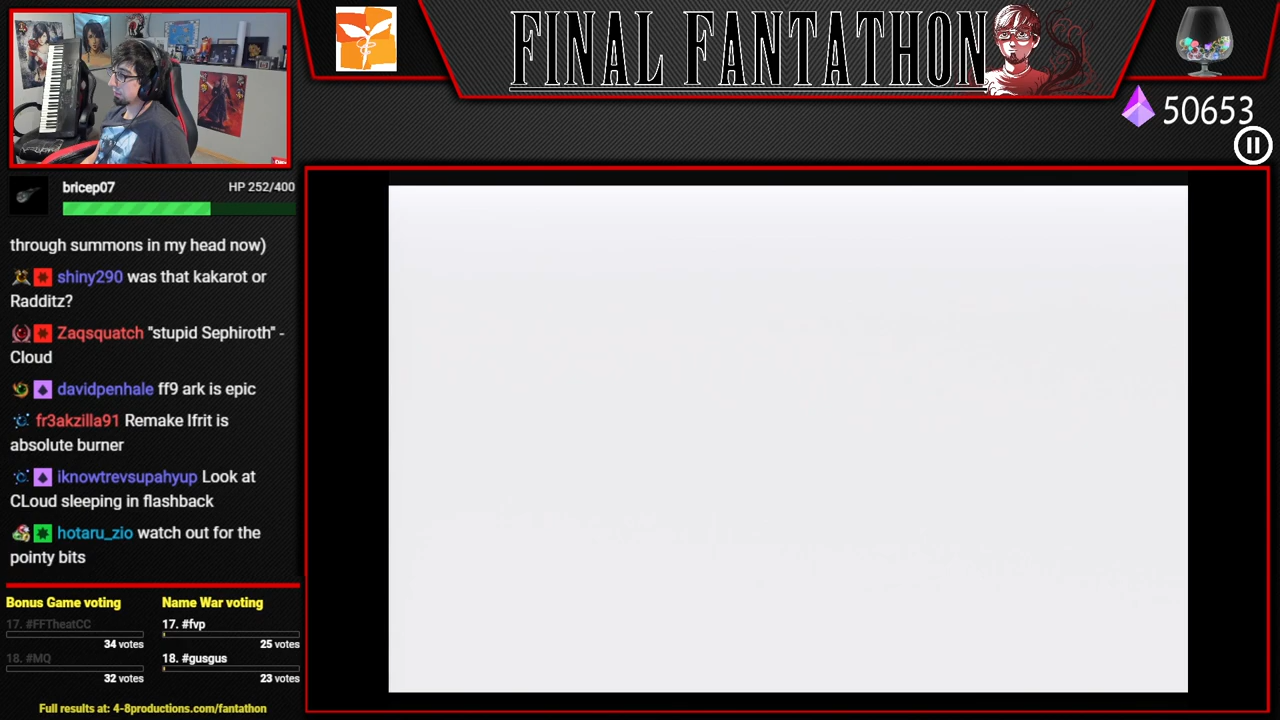 FINAL FANTATHON
50653
bricep07 HP 252/400
through summons in my head now)
shiny290 was that kakarot or
Radditz?
Zaqsquatch "stupid Sephiroth" -
Cloud
davidpenhale ff9 ark is epic
fr3akzilla91 Remake Ifrit is
absolute burner
iknowtrevsupahyup Look at
CLoud sleeping in flashback
hotaru_zio watch out for the
pointy bits
Bonus Game voting
17. #FFTheatCC
34 votes
18. #MQ
32 votes
Name War voting
17. #fvp
25 votes
18. #gusgus
23 votes
Full results at: 4-8productions.com/fantathon